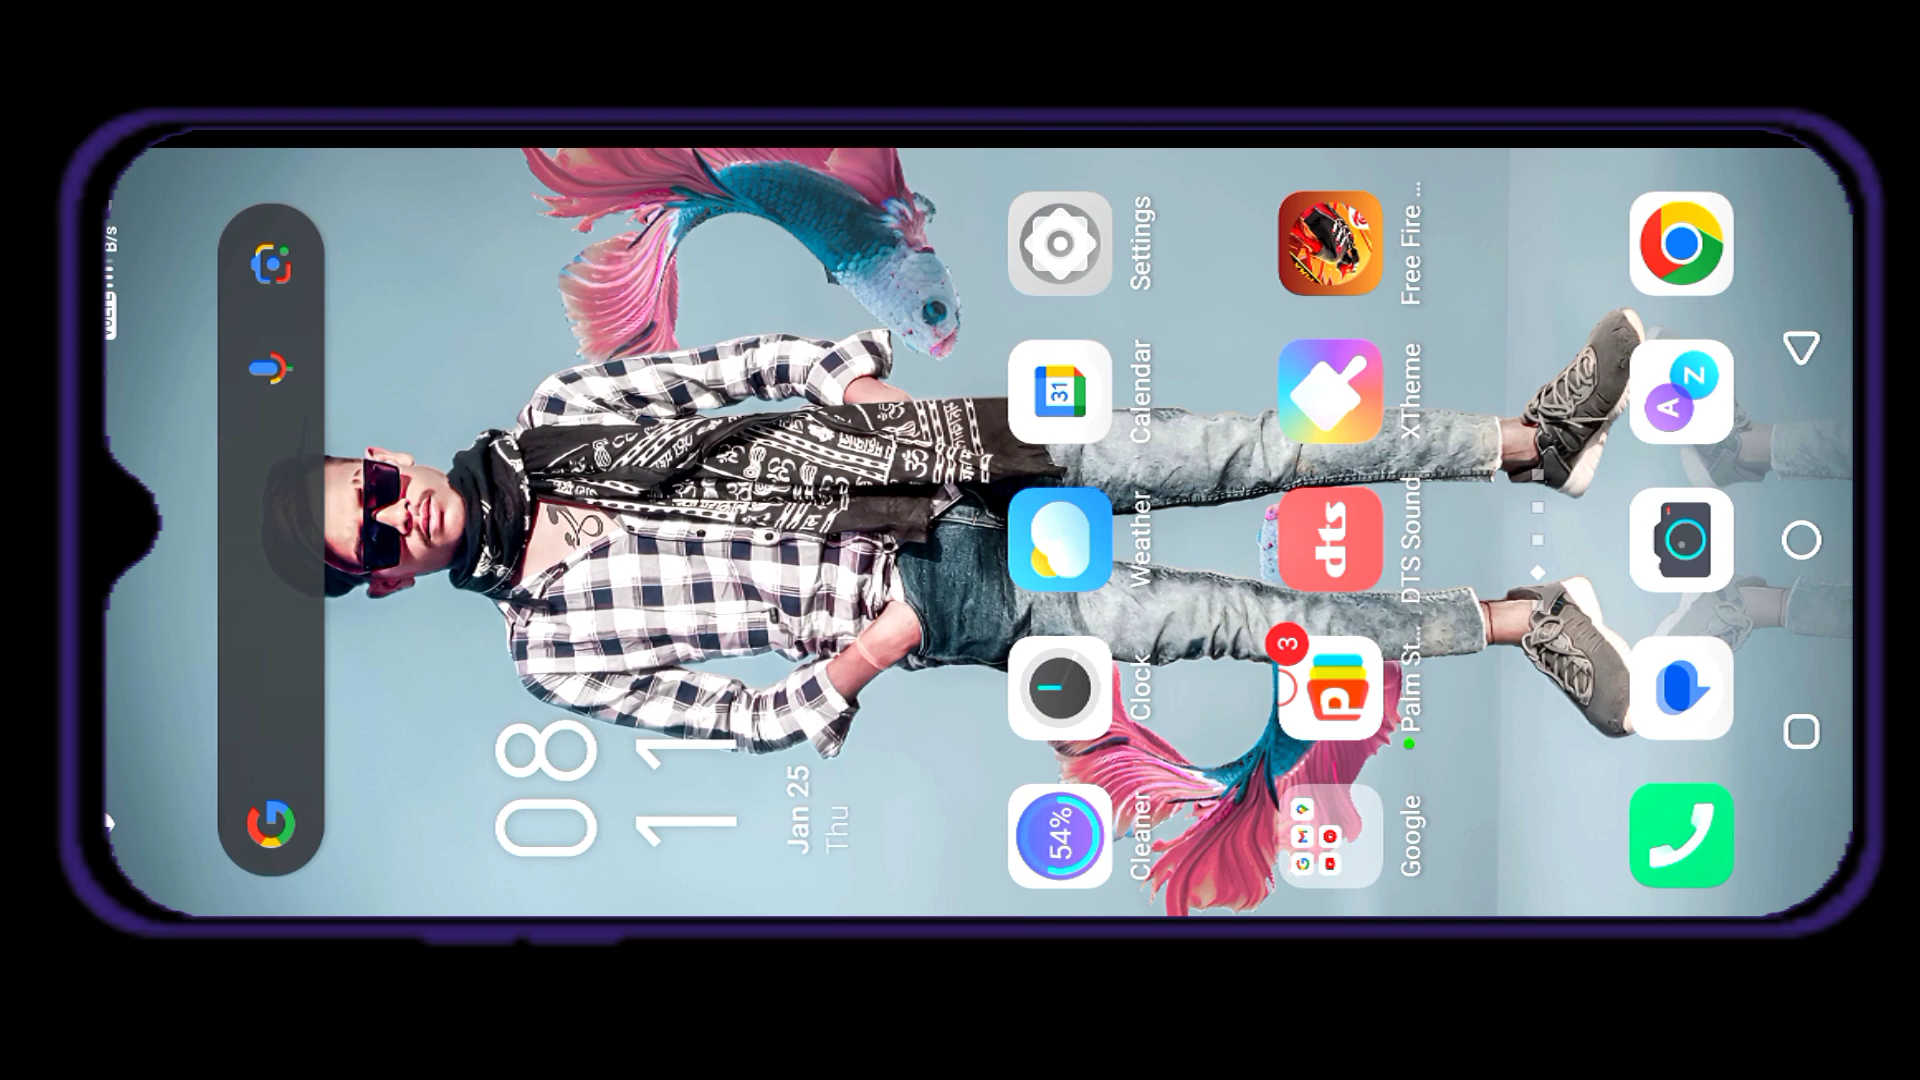 B/s
08
11
Jan 25
Thu
54%
31
Cleaner
Clock
Weather
Calendar
Settings
3
P
dts
Google
Palm St...
DTS Sound
XTheme
Free Fire ...
A
Z